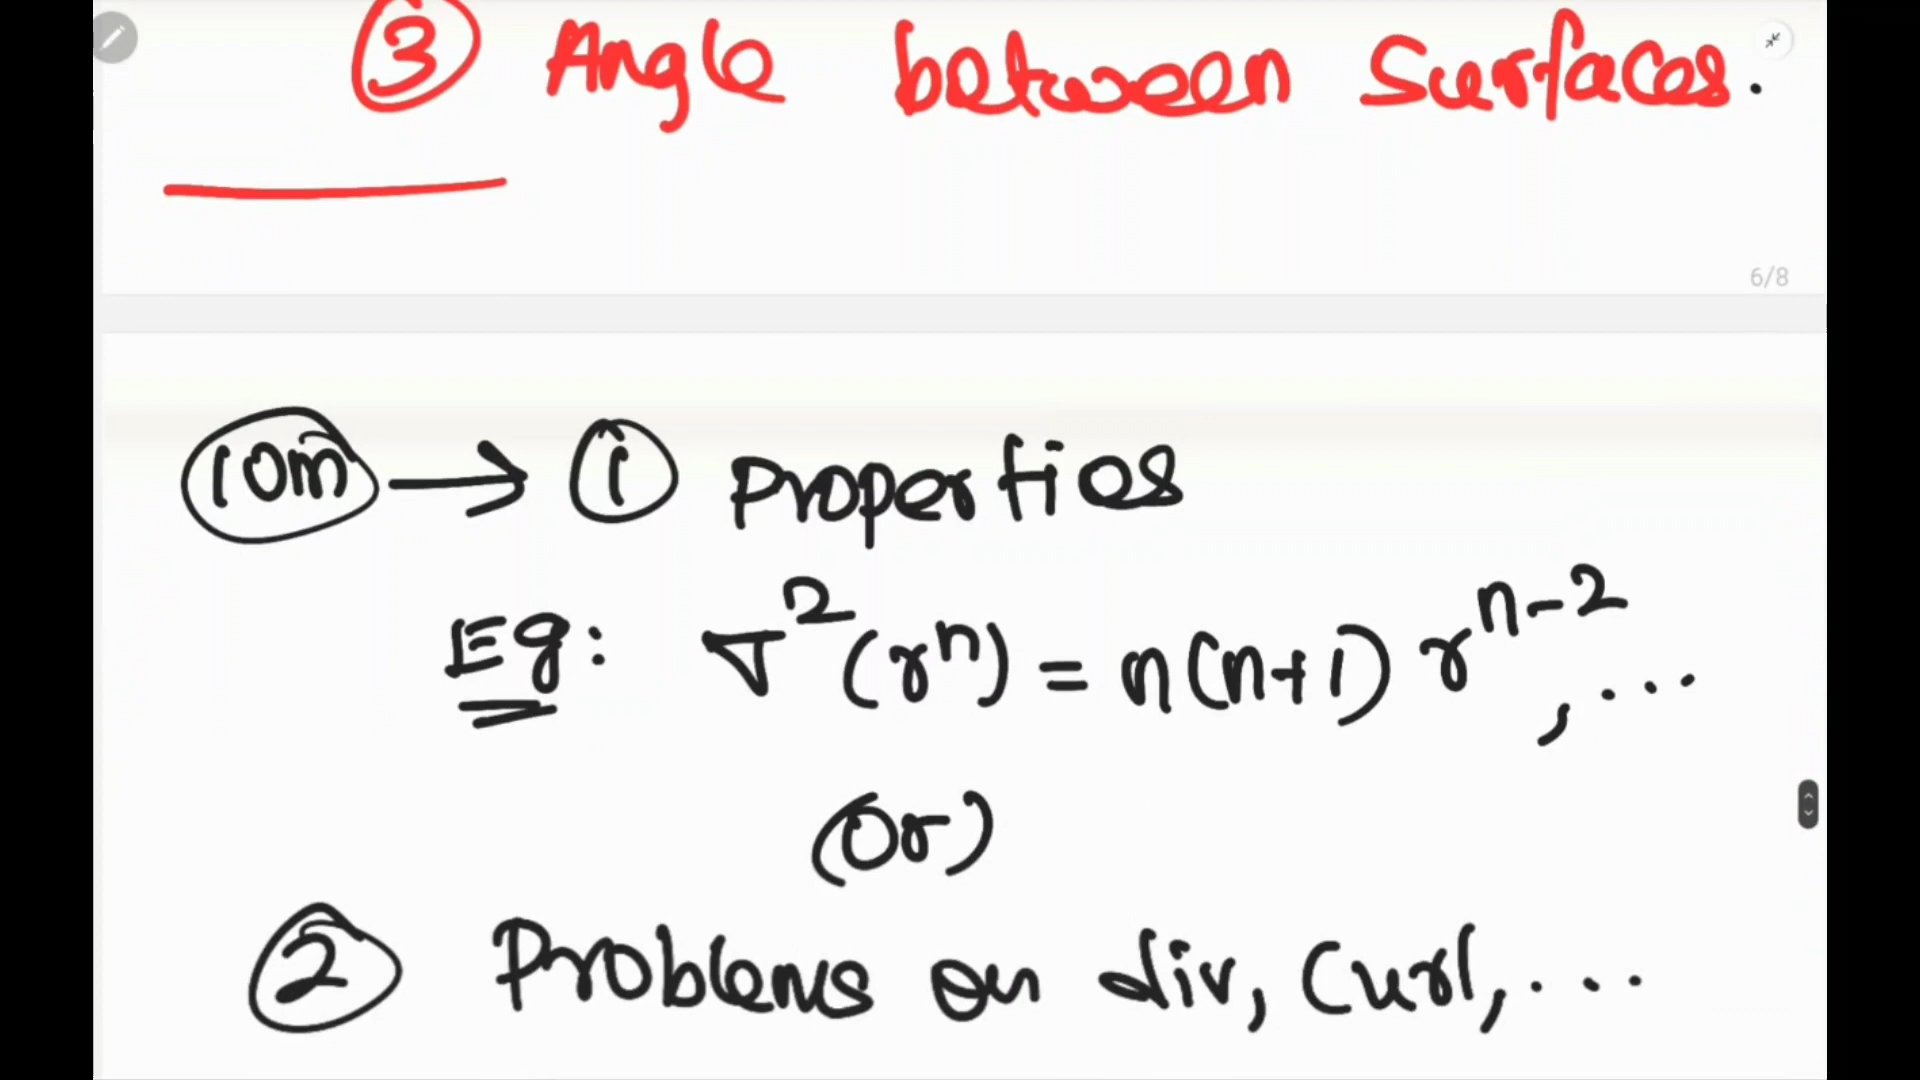 ③ Angle between surfaces.
6/8
10m → ① Properties
Eg: ∇²(rⁿ) = n(n+1) rⁿ⁻², ...
(Or)
② Problems on div, Curl, ...